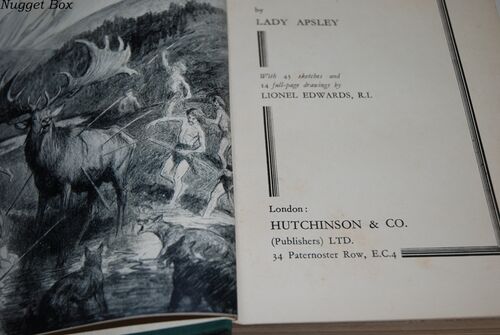 Nugget Box
by
LADY APSLEY
With 45 sketches and
14 full-page drawings by
LIONEL EDWARDS, R.I.
London:
HUTCHINSON & CO.
(Publishers) LTD.
34 Paternoster Row, E.C.4